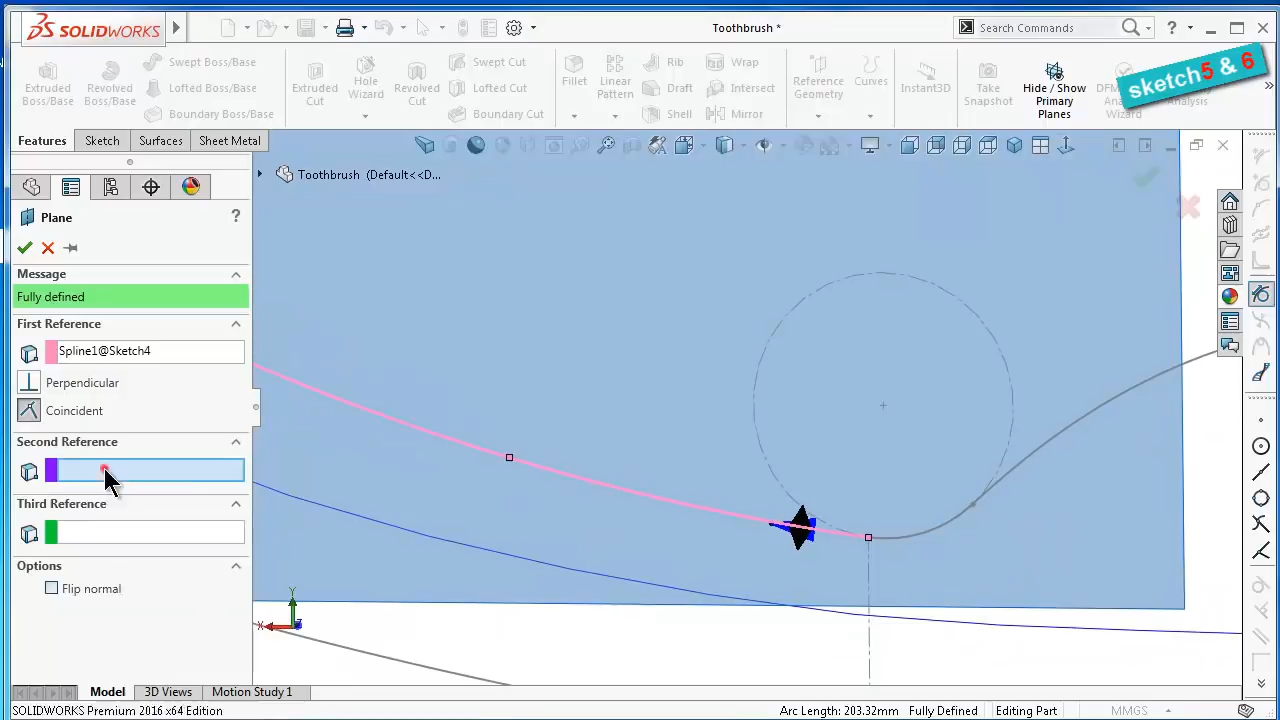 SOLIDWORKS
Toothbrush *
Search Commands
sketch5 & 6
Extruded Boss/Base
Revolved Boss/Base
Swept Boss/Base
Lofted Boss/Base
Boundary Boss/Base
Extruded Cut
Hole Wizard
Revolved Cut
Swept Cut
Lofted Cut
Boundary Cut
Fillet
Linear Pattern
Rib
Draft
Shell
Wrap
Intersect
Mirror
Reference Geometry
Curves
Instant3D
Take Snapshot
Hide / Show Primary Planes
Features
Sketch
Surfaces
Sheet Metal
Toothbrush (Default<<D...
Plane
?
Message
Fully defined
First Reference
Spline1@Sketch4
Perpendicular
Coincident
Second Reference
Third Reference
Options
Flip normal
Y
X
Z
Model
3D Views
Motion Study 1
SOLIDWORKS Premium 2016 x64 Edition
Arc Length: 203.32mm
Fully Defined
Editing Part
MMGS